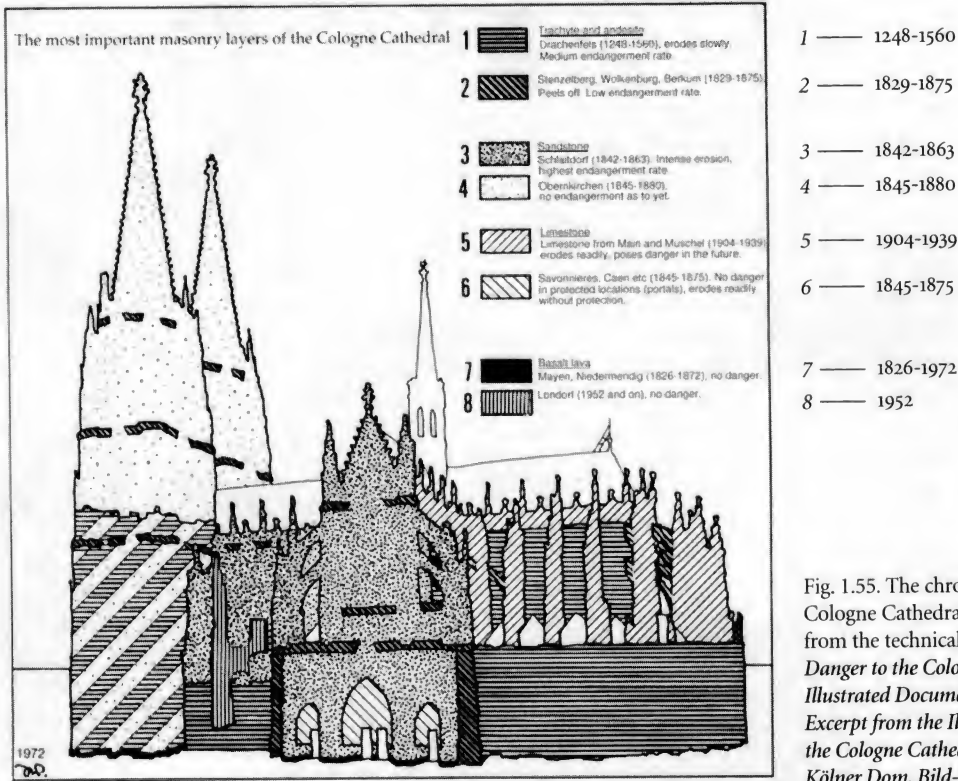 The most important masonry layers of the Cologne Cathedral
1 Trachyte and andesite
Drachenfels (1248-1560), erodes slowly.
Medium endangerment rate.
2 Stenzelberg, Wolkenburg, Berkum (1829-1875)
Peels off. Low endangerment rate.
3 Sandstone
Schlaitdorf (1842-1863). Intense erosion,
highest endangerment rate
4 Obernkirchen (1845-1880),
no endangerment as to yet.
5 Limestone
Limestone from Main and Muschel (1904-1939)
erodes readily, poses danger in the future.
6 Savonnieres, Caen etc (1845-1875). No danger
in protected locations (portals), erodes readily
without protection.
7 Basalt lava
Mayen, Niedermendig (1826-1872), no danger.
8 Londorf (1952 and on), no danger.
1972
1 —— 1248-1560
2 —— 1829-1875
3 —— 1842-1863
4 —— 1845-1880
5 —— 1904-1939
6 —— 1845-1875
7 —— 1826-1972
8 —— 1952
Fig. 1.55. The chro
Cologne Cathedra
from the technical
Danger to the Colo
Illustrated Docum
Excerpt from the Il
the Cologne Cathe
Kölner Dom. Bild-